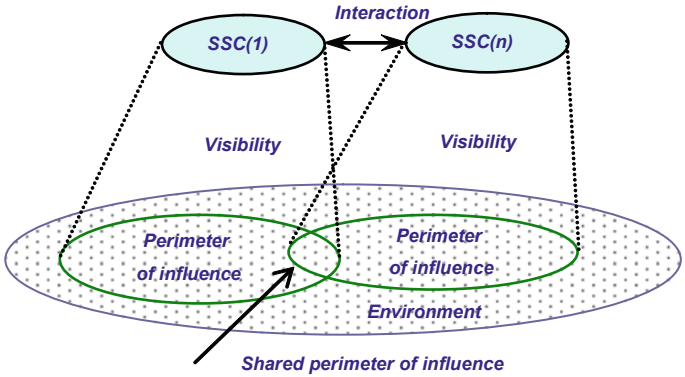 Interaction
SSC(1)
SSC(n)
Visibility
Visibility
Perimeter
of influence
Perimeter
of influence
Environment
Shared perimeter of influence